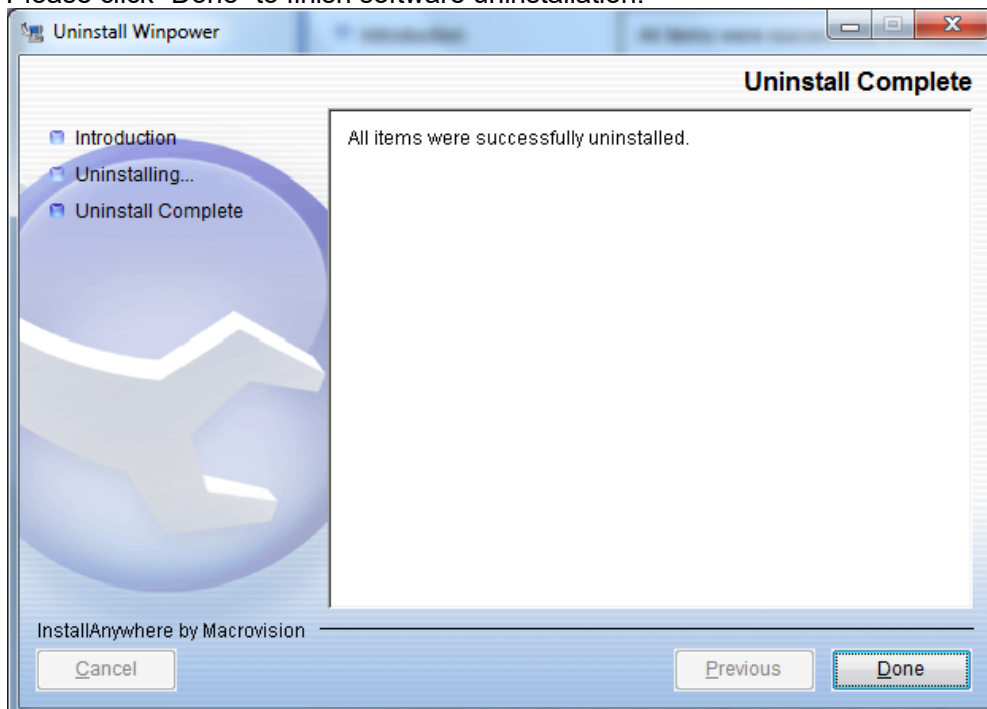 Please click "Done" to finish software uninstallation.
Uninstall Winpower
Uninstall Complete
Introduction
Uninstalling...
Uninstall Complete
All items were successfully uninstalled.
InstallAnywhere by Macrovision
Cancel
Previous
Done